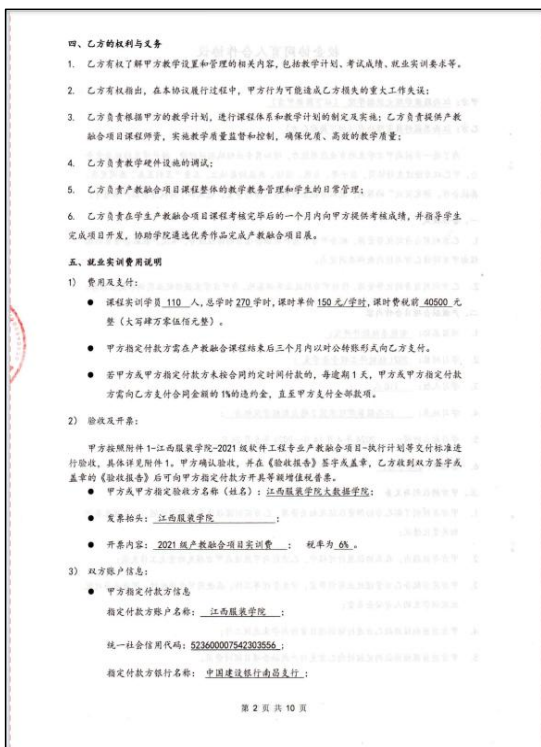 四、乙方的权利与义务
1. 乙方有权了解甲方教学设置和管理的相关内容,包括教学计划、考试成绩、就业实训要求等。
2. 乙方有权指出,在本协议履行过程中,甲方行为可能造成乙方损失的重大工作失误;
3. 乙方负责根据甲方的教学计划,进行课程体系和教学计划的制定及实施;乙方负责提供产教
融合项目课程师资,实施教学质量监督和控制,确保优质、高效的教学质量;
4. 乙方负责教学硬件设施的调试;
5. 乙方负责产教融合项目课程整体的教学教务管理和学生的日常管理;
6. 乙方负责在学生产教融合项目课程考核完毕后的一个月内向甲方提供考核成绩,并指导学生
完成项目开发,协助学院遴选优秀作品完成产教融合项目展。
五、就业实训费用说明
1) 费用及支付:
● 课程实训学员 110 人,总学时 270 学时,课时单价 150 元/学时,课时费税前 40500 元
整(大写肆万零伍佰元整)。
● 甲方指定付款方需在产教融合课程结束后三个月内以对公转账形式向乙方支付。
● 若甲方或甲方指定付款方未按合同约定时间付款的,每逾期 1 天,甲方或甲方指定付款
方需向乙方支付合同金额的 1%的违约金,直至甲方支付全部款项。
2) 验收及开票:
甲方按照附件 1-江西服装学院-2021 级软件工程专业产教融合项目-执行计划等交付标准进
行验收,具体详见附件 1。甲方确认验收,并在《验收报告》签字或盖章,乙方收到双方签字或
盖章的《验收报告》后可向甲方指定付款方开具等额增值税普票。
● 甲方或甲方指定验收方名称(姓名):江西服装学院大数据学院;
● 发票抬头: 江西服装学院 ;
● 开票内容: 2021 级产教融合项目实训费 ; 税率为 6% 。
3) 双方账户信息:
● 甲方指定付款方信息
指定付款方账户名称: 江西服装学院 ;
统一社会信用代码:523600007542303556 ;
指定付款方银行名称: 中国建设银行南昌支行 ;
第 2 页 共 10 页